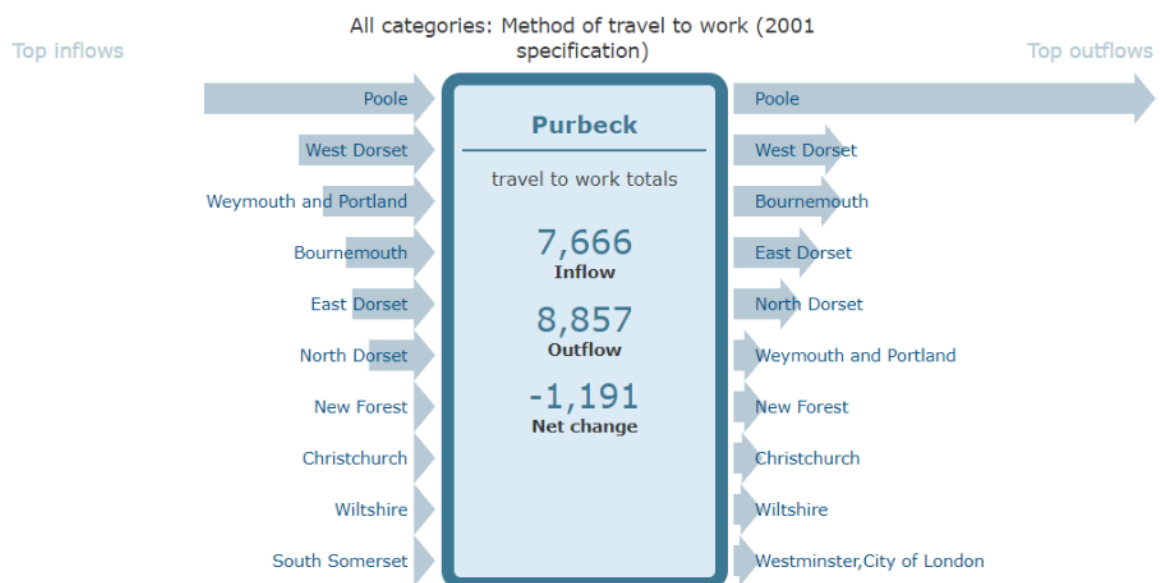 All categories: Method of travel to work (2001
specification)
Top inflows
Top outflows
Poole
West Dorset
Weymouth and Portland
Bournemouth
East Dorset
North Dorset
New Forest
Christchurch
Wiltshire
South Somerset
Purbeck
travel to work totals
7,666
Inflow
8,857
Outflow
-1,191
Net change
Poole
West Dorset
Bournemouth
East Dorset
North Dorset
Weymouth and Portland
New Forest
Christchurch
Wiltshire
Westminster,City of London